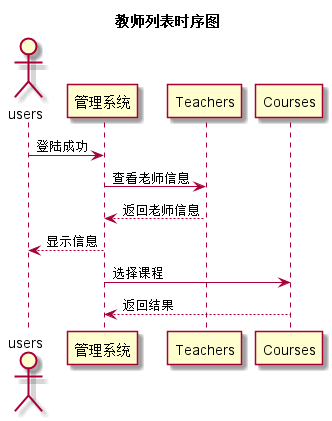 教师列表时序图
users
管理系统
Teachers
Courses
登陆成功
查看老师信息
返回老师信息
显示信息
选择课程
返回结果
users
管理系统
Teachers
Courses